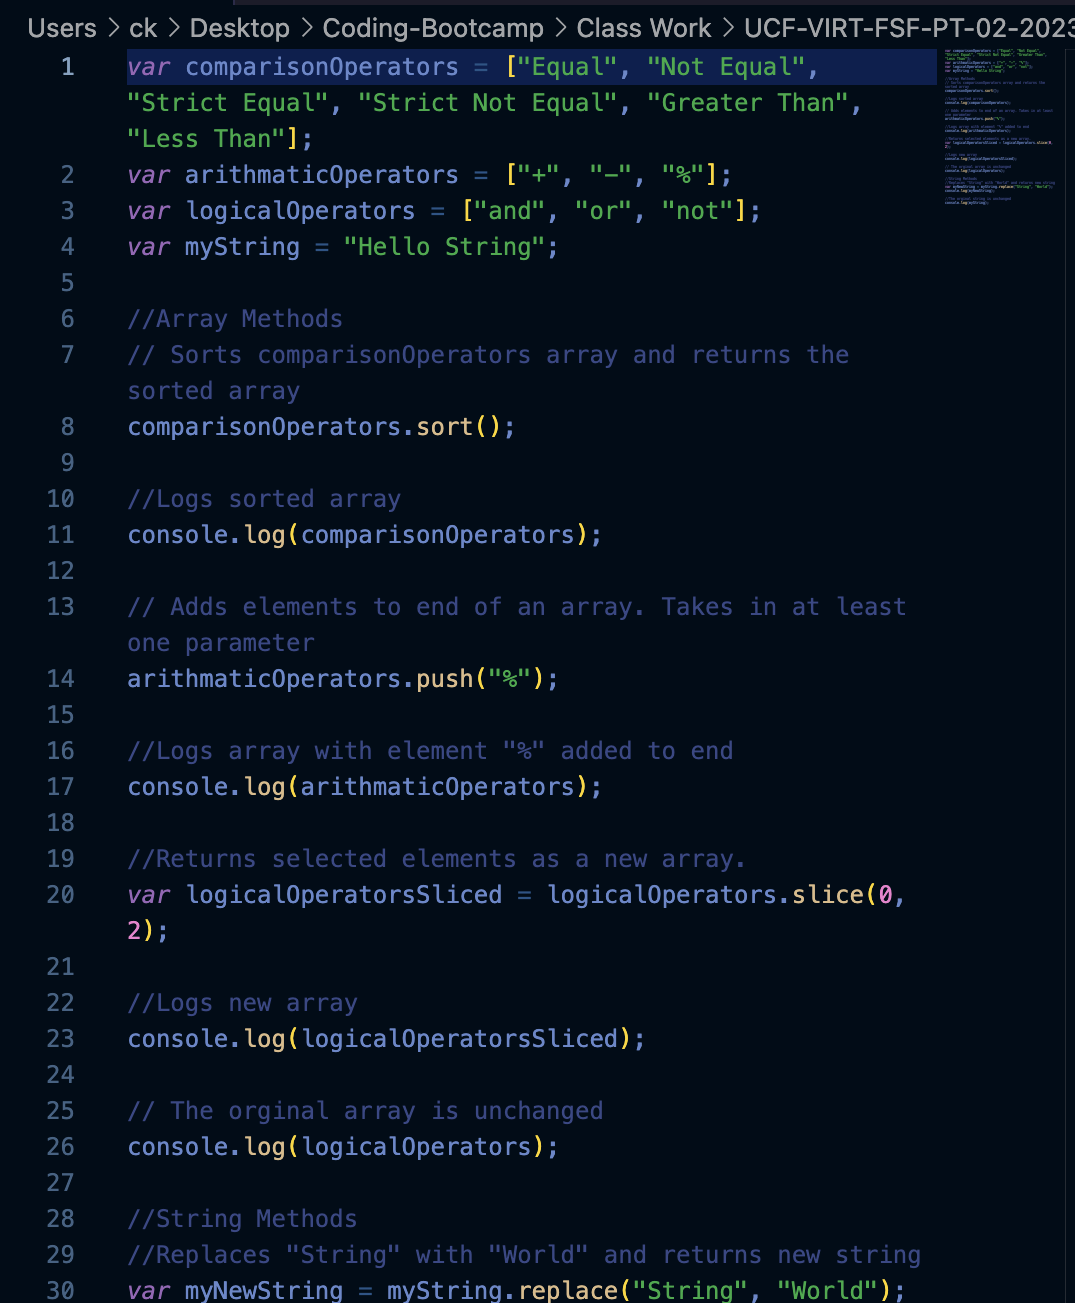 Users > ck > Desktop > Coding-Bootcamp > Class Work > UCF-VIRT-FSF-PT-02-2023
1 var comparisonOperators = ["Equal", "Not Equal",
"Strict Equal", "Strict Not Equal", "Greater Than",
"Less Than"];
2 var arithmaticOperators = ["+", "-", "%"];
3 var logicalOperators = ["and", "or", "not"];
4 var myString = "Hello String";
5
6 //Array Methods
7 // Sorts comparisonOperators array and returns the
sorted array
8 comparisonOperators.sort();
9
10 //Logs sorted array
11 console.log(comparisonOperators);
12
13 // Adds elements to end of an array. Takes in at least
one parameter
14 arithmaticOperators.push("%");
15
16 //Logs array with element "%" added to end
17 console.log(arithmaticOperators);
18
19 //Returns selected elements as a new array.
20 var logicalOperatorsSliced = logicalOperators.slice(0,
2);
21
22 //Logs new array
23 console.log(logicalOperatorsSliced);
24
25 // The orginal array is unchanged
26 console.log(logicalOperators);
27
28 //String Methods
29 //Replaces "String" with "World" and returns new string
30 var myNewString = myString.replace("String", "World");